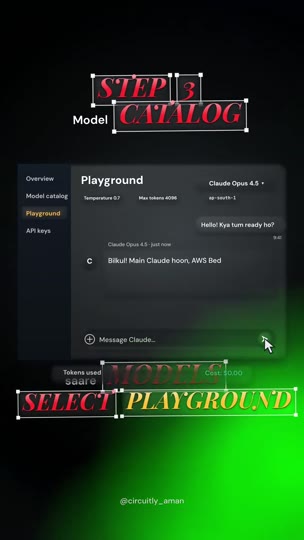 STEP 3
Model CATALOG
Overview
Model catalog
Playground
API keys
Playground
Claude Opus 4.5
Temperature 0.7 Max tokens 4096 ap-south-1
Hello! Kya tum ready ho?
9:41
Claude Opus 4.5 · just now
C
Bilkul! Main Claude hoon, AWS Bed
Message Claude...
Tokens used Cost: $0.00
saare MODELS
SELECT PLAYGROUND
@circuitly_aman